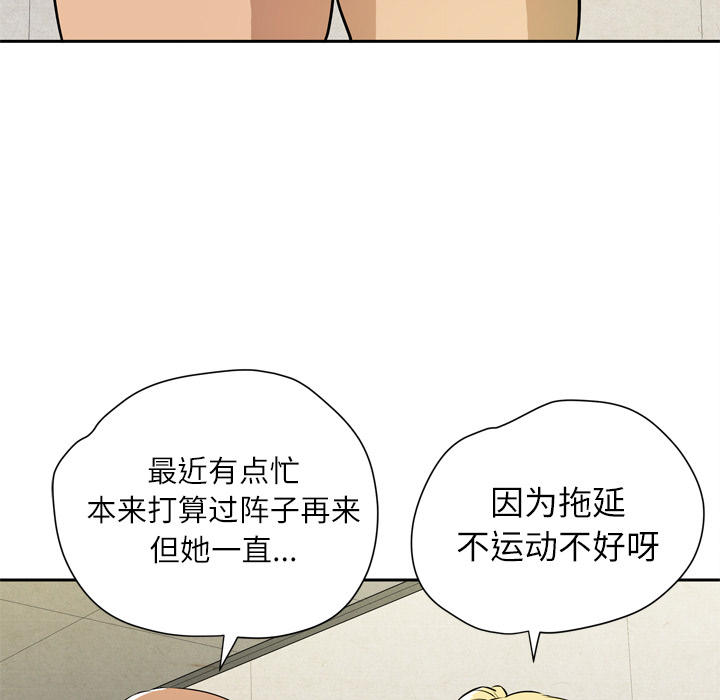 最近有点忙
本来打算过阵子再来
但她一直...
因为拖延
不运动不好呀